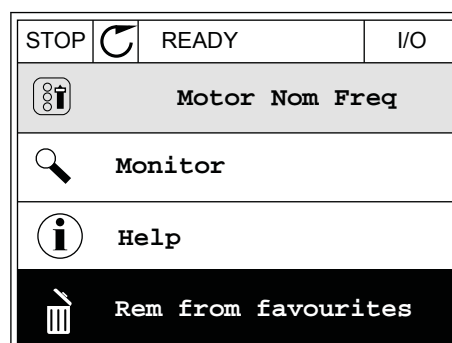 STOP READY I/O
Motor Nom Freq
Monitor
Help
Rem from favourites